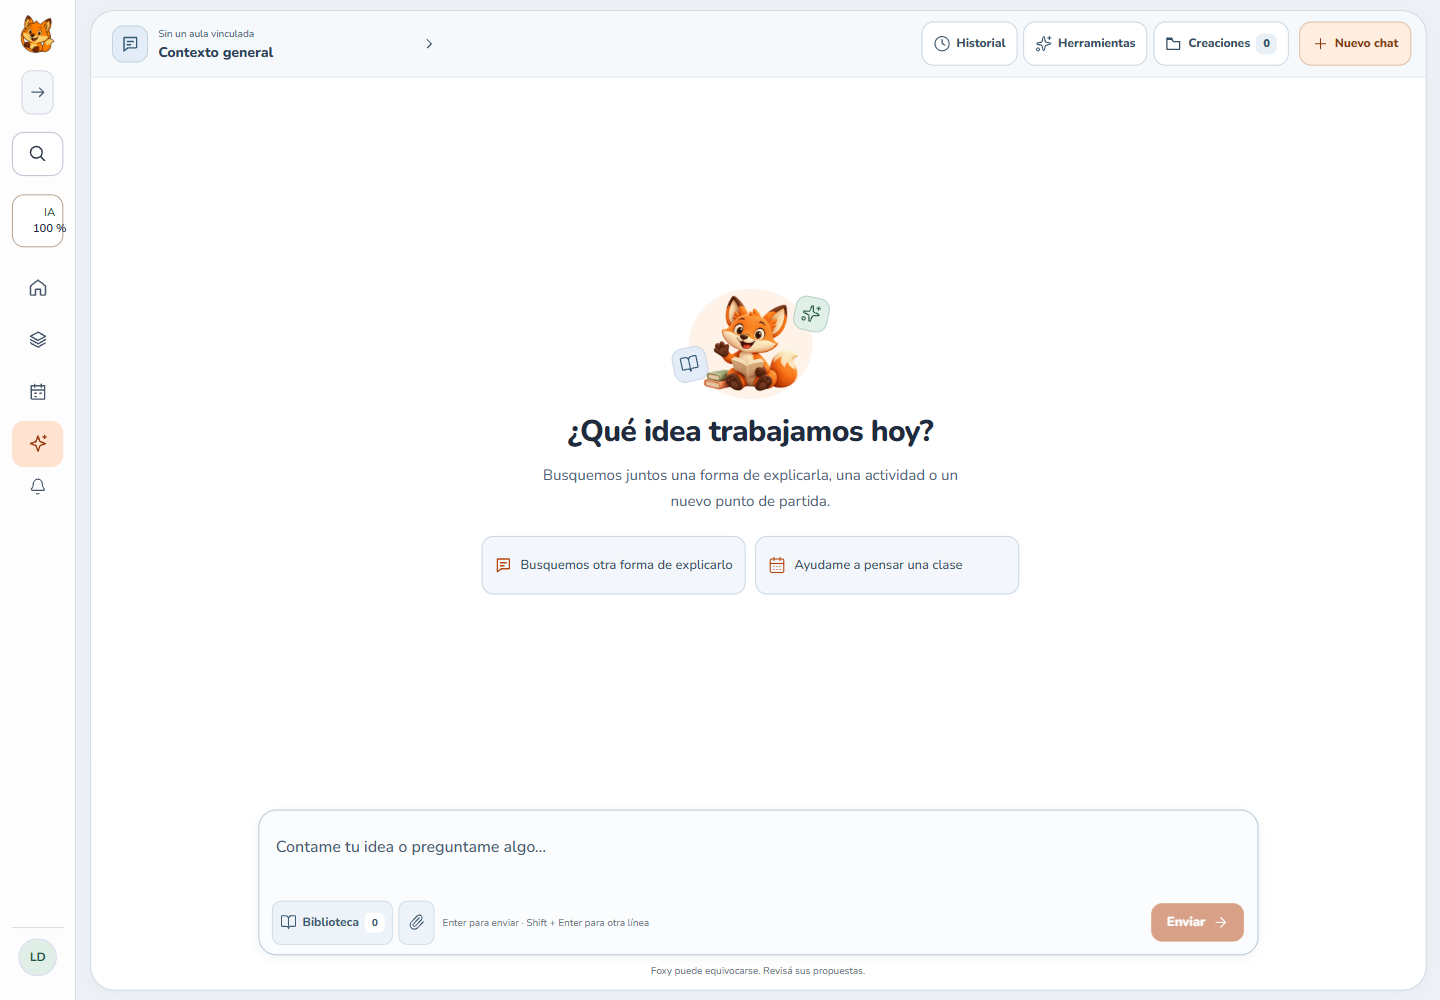 Sin un aula vinculada
Contexto general
Historial
Herramientas
Creaciones 0
Nuevo chat
IA
100 %
¿Qué idea trabajamos hoy?
Busquemos juntos una forma de explicarla, una actividad o un
nuevo punto de partida.
Busquemos otra forma de explicarlo
Ayudame a pensar una clase
Contame tu idea o preguntame algo...
Biblioteca 0
Enter para enviar · Shift + Enter para otra línea
Enviar
Foxy puede equivocarse. Revisá sus propuestas.
LD